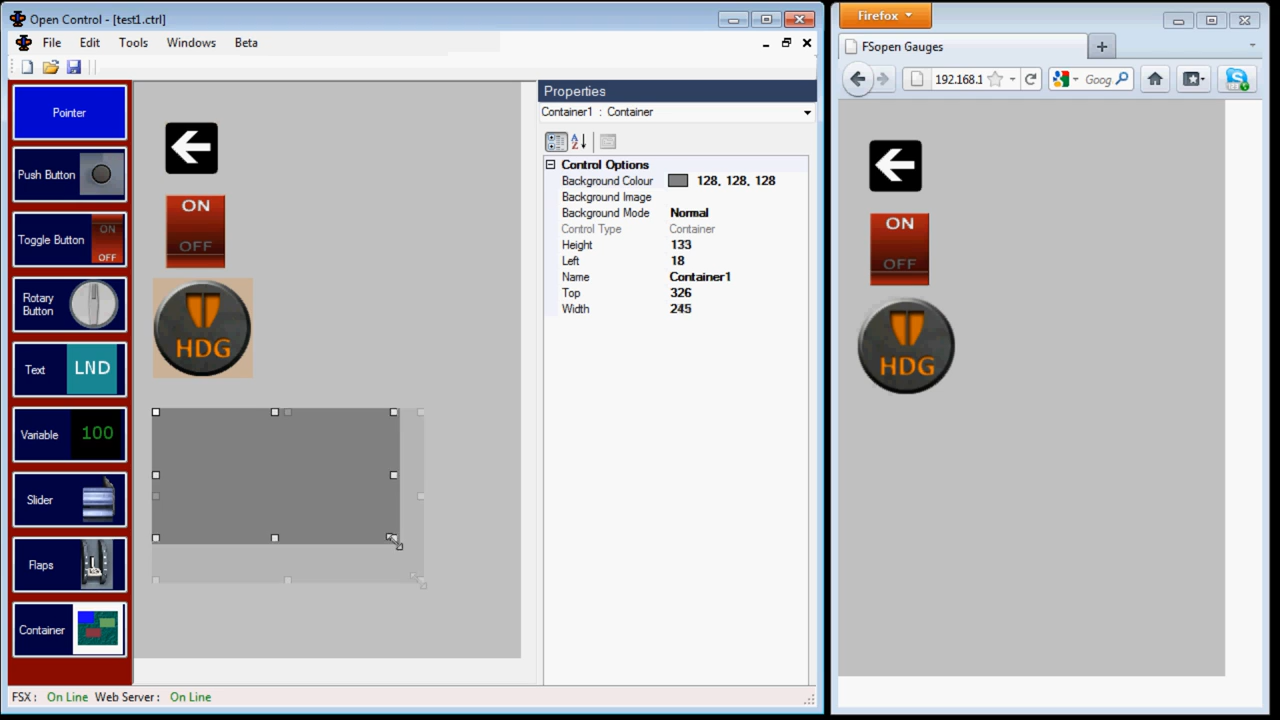 Open Control - [test1.ctrl]
File Edit Tools Windows Beta
Pointer
Push Button
Toggle Button
ON
OFF
Rotary
Button
Text
LND
Variable
100
Slider
Flaps
Container
ON
OFF
HDG
Properties
Container1 : Container
A
Z
Control Options
Background Colour 128, 128, 128
Background Image
Background Mode Normal
Control Type Container
Height 133
Left 18
Name Container1
Top 326
Width 245
FSX : On Line Web Server : On Line
Firefox
FSopen Gauges
192.168.1
Goog
ON
OFF
HDG